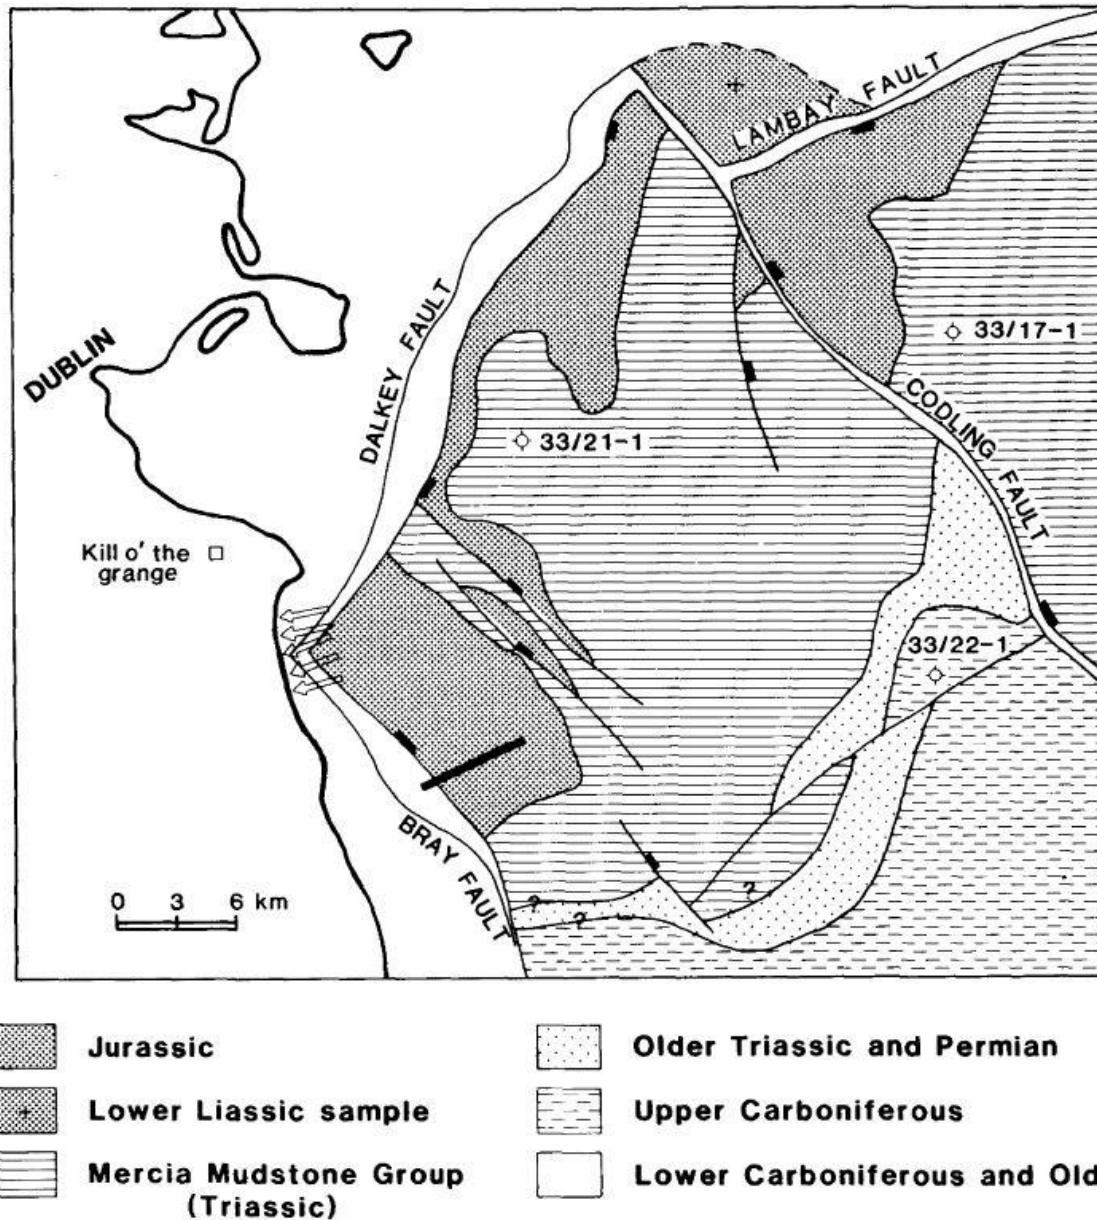 LAMBAY FAULT
DALKEY FAULT
DUBLIN
33/17-1
CODLING FAULT
33/21-1
Kill o' the
grange
33/22-1
BRAY FAULT
0 3 6 km
? ? ?
Jurassic
Older Triassic and Permian
+ Lower Liassic sample
Upper Carboniferous
Mercia Mudstone Group
(Triassic)
Lower Carboniferous and Old